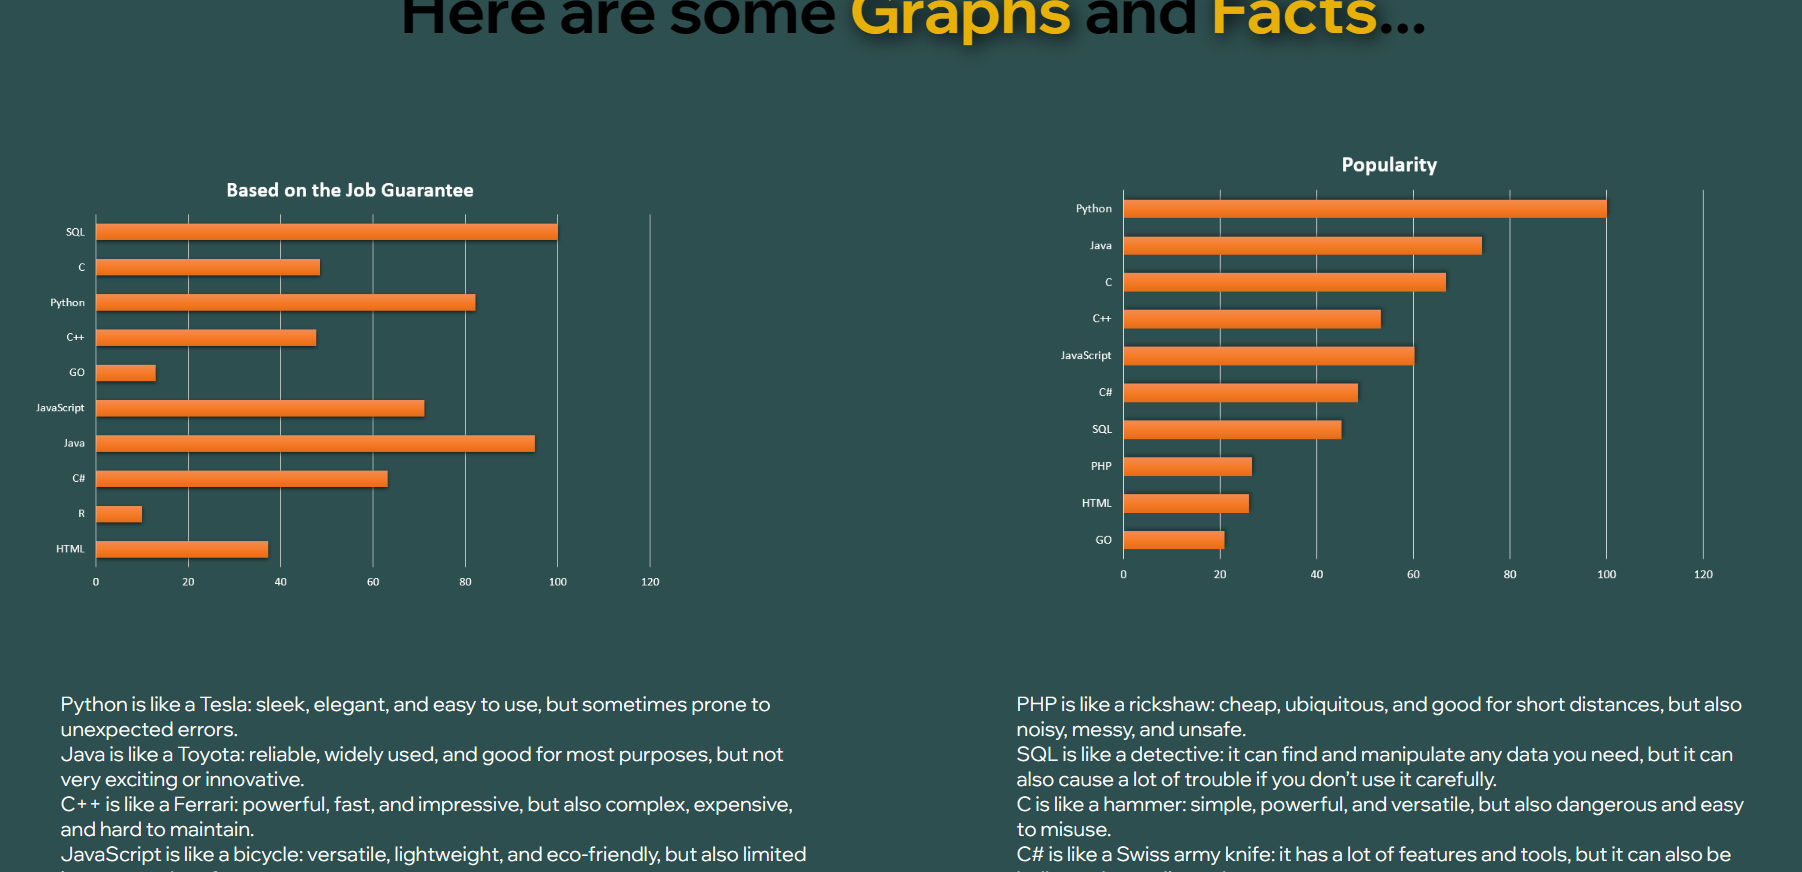 Here are some Graphs and Facts...
Based on the Job Guarantee
SQL
C
Python
C++
GO
JavaScript
Java
C#
R
HTML
0 20 40 60 80 100 120
Popularity
Python
Java
C
C++
JavaScript
C#
SQL
PHP
HTML
GO
0 20 40 60 80 100 120
Python is like a Tesla: sleek, elegant, and easy to use, but sometimes prone to
unexpected errors.
Java is like a Toyota: reliable, widely used, and good for most purposes, but not
very exciting or innovative.
C++ is like a Ferrari: powerful, fast, and impressive, but also complex, expensive,
and hard to maintain.
JavaScript is like a bicycle: versatile, lightweight, and eco-friendly, but also limited
PHP is like a rickshaw: cheap, ubiquitous, and good for short distances, but also
noisy, messy, and unsafe.
SQL is like a detective: it can find and manipulate any data you need, but it can
also cause a lot of trouble if you don't use it carefully.
C is like a hammer: simple, powerful, and versatile, but also dangerous and easy
to misuse.
C# is like a Swiss army knife: it has a lot of features and tools, but it can also be